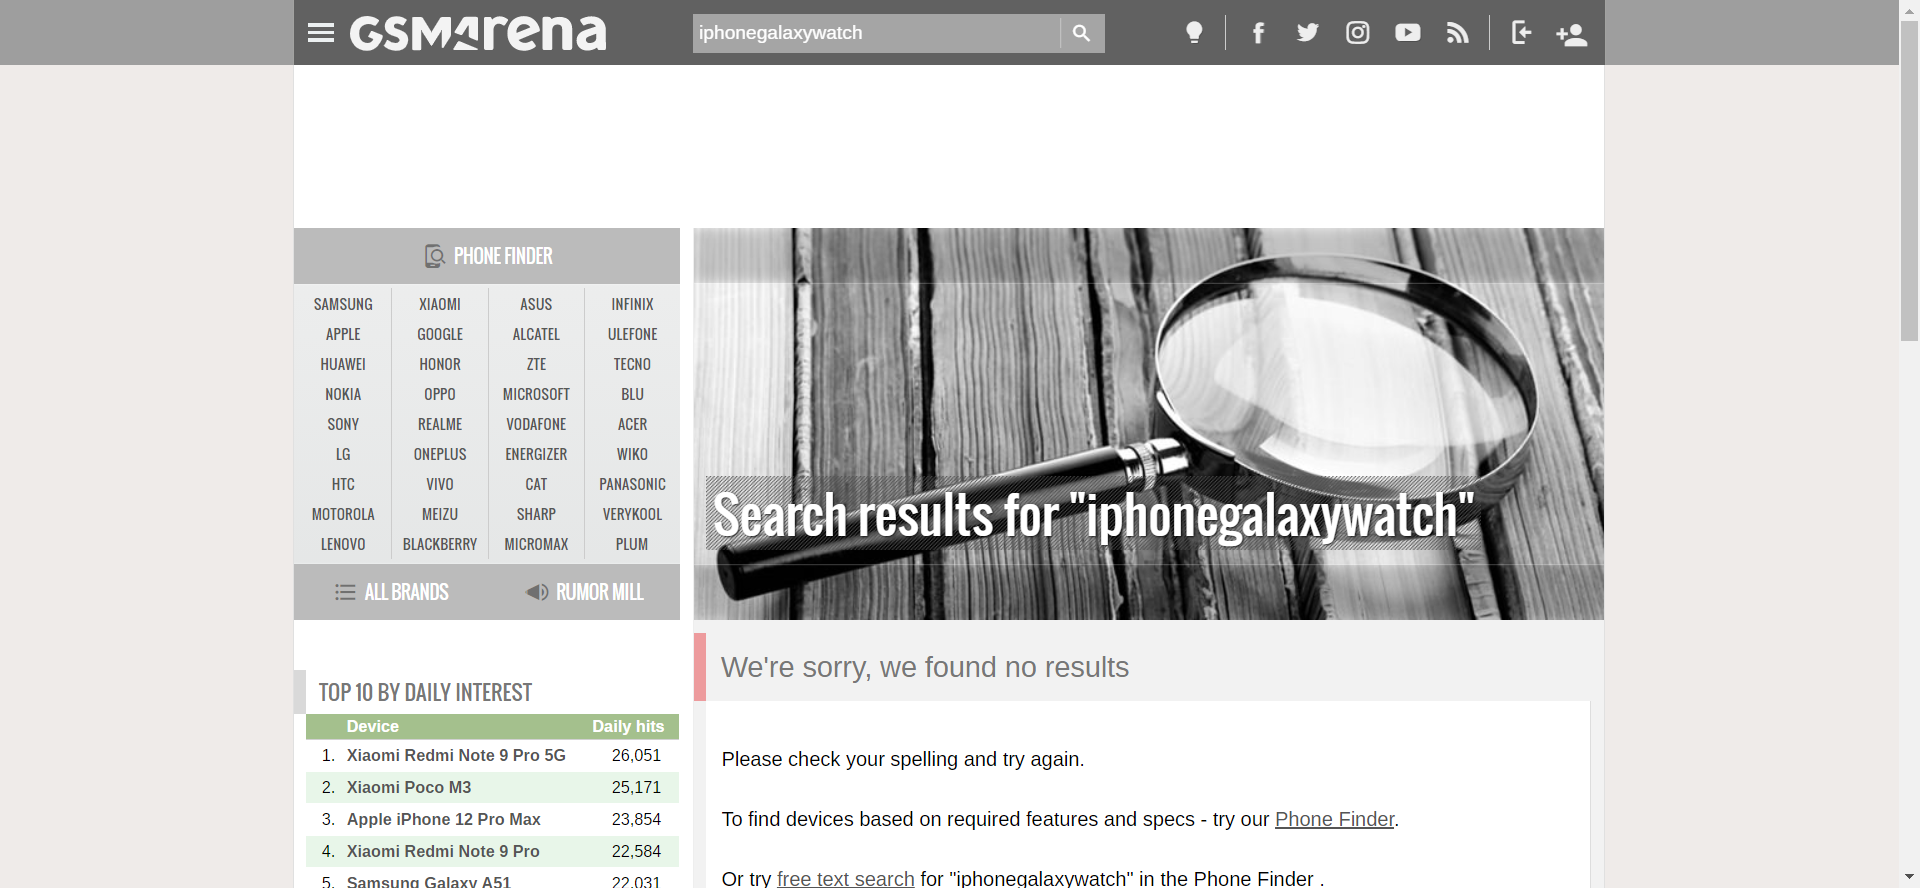 GSMArena
iphonegalaxywatch
PHONE FINDER
SAMSUNG XIAOMI ASUS INFINIX
APPLE GOOGLE ALCATEL ULEFONE
HUAWEI HONOR ZTE TECNO
NOKIA OPPO MICROSOFT BLU
SONY REALME VODAFONE ACER
LG ONEPLUS ENERGIZER WIKO
HTC VIVO CAT PANASONIC
MOTOROLA MEIZU SHARP VERYKOOL
LENOVO BLACKBERRY MICROMAX PLUM
ALL BRANDS RUMOR MILL
TOP 10 BY DAILY INTEREST
Device Daily hits
1. Xiaomi Redmi Note 9 Pro 5G 26,051
2. Xiaomi Poco M3 25,171
3. Apple iPhone 12 Pro Max 23,854
4. Xiaomi Redmi Note 9 Pro 22,584
5. Samsung Galaxy A51 22,031
Search results for "iphonegalaxywatch"
We're sorry, we found no results
Please check your spelling and try again.
To find devices based on required features and specs - try our Phone Finder.
Or try free text search for "iphonegalaxywatch" in the Phone Finder .